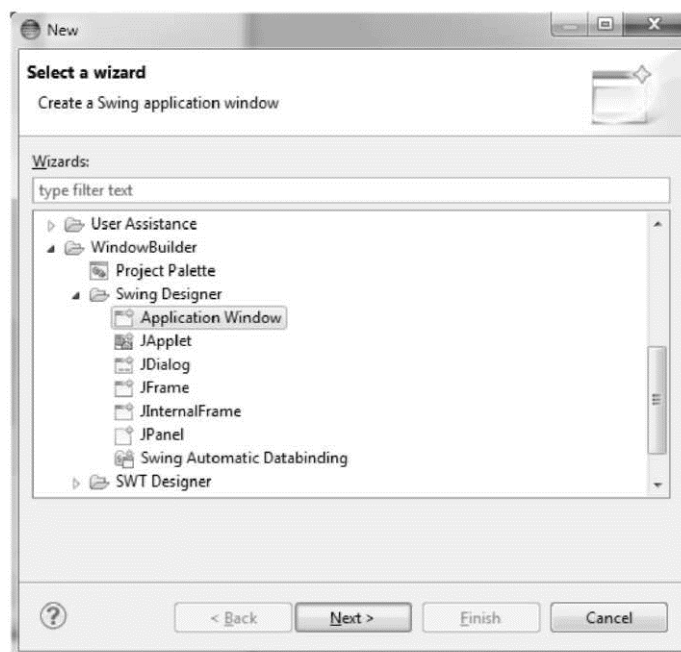 New
Select a wizard
Create a Swing application window
Wizards:
type filter text
User Assistance
WindowBuilder
Project Palette
Swing Designer
Application Window
JApplet
JDialog
JFrame
JInternalFrame
JPanel
Swing Automatic Databinding
SWT Designer
< Back Next > Finish Cancel